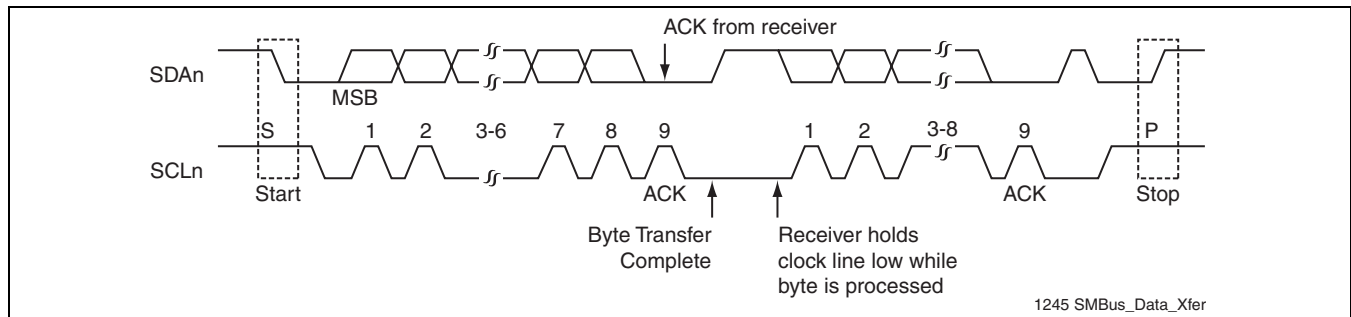 ACK from receiver
SDAn
MSB
S 1 2 3-6 7 8 9 1 2 3-8 9 P
SCLn
Start ACK ACK Stop
Byte Transfer
Complete
Receiver holds
clock line low while
byte is processed
1245 SMBus_Data_Xfer